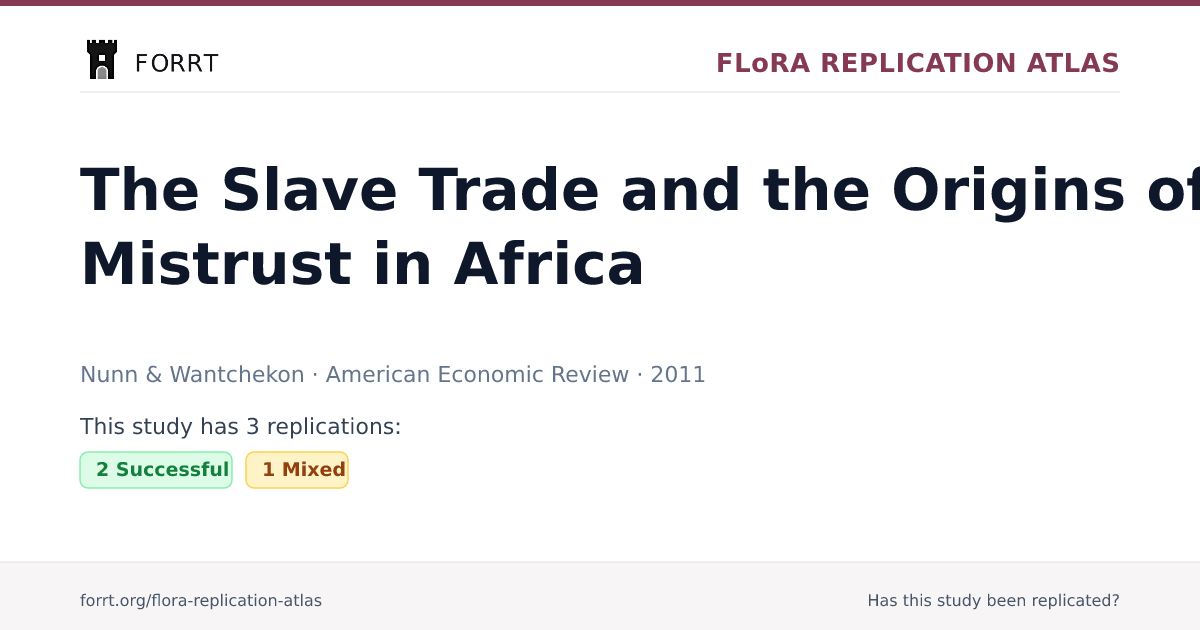 FORRT
FLoRA REPLICATION ATLAS
The Slave Trade and the Origins of
Mistrust in Africa
Nunn & Wantchekon · American Economic Review · 2011
This study has 3 replications:
2 Successful
1 Mixed
forrt.org/flora-replication-atlas
Has this study been replicated?